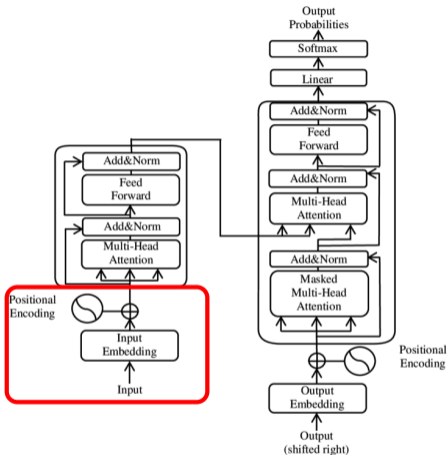 Output
Probabilities
Softmax
Linear
Add&Norm
Feed
Forward
Add&Norm
Multi-Head
Attention
Add&Norm
Masked
Multi-Head
Attention
Positional
Encoding
Output
Embedding
Output
(shifted right)
Add&Norm
Feed
Forward
Add&Norm
Multi-Head
Attention
Positional
Encoding
Input
Embedding
Input